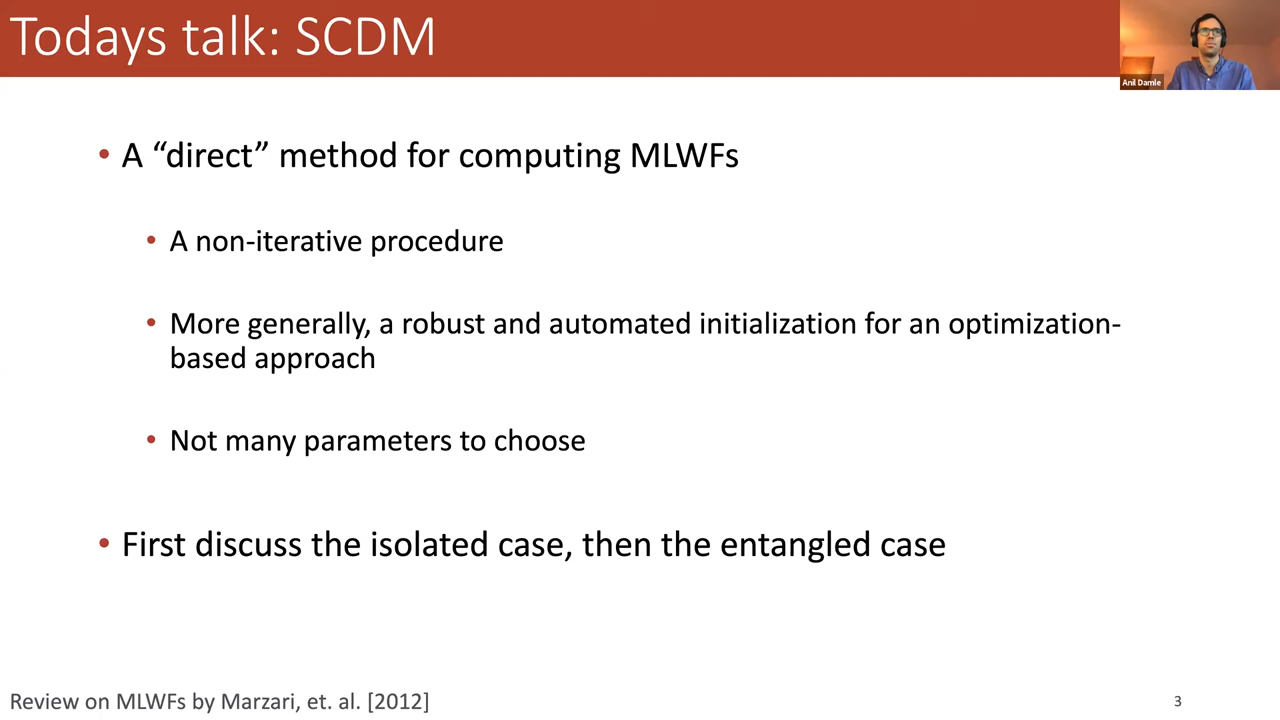 Todays talk: SCDM
Anil Damle
• A “direct” method for computing MLWFs
• A non-iterative procedure
• More generally, a robust and automated initialization for an optimization-
based approach
• Not many parameters to choose
• First discuss the isolated case, then the entangled case
Review on MLWFs by Marzari, et. al. [2012]
3